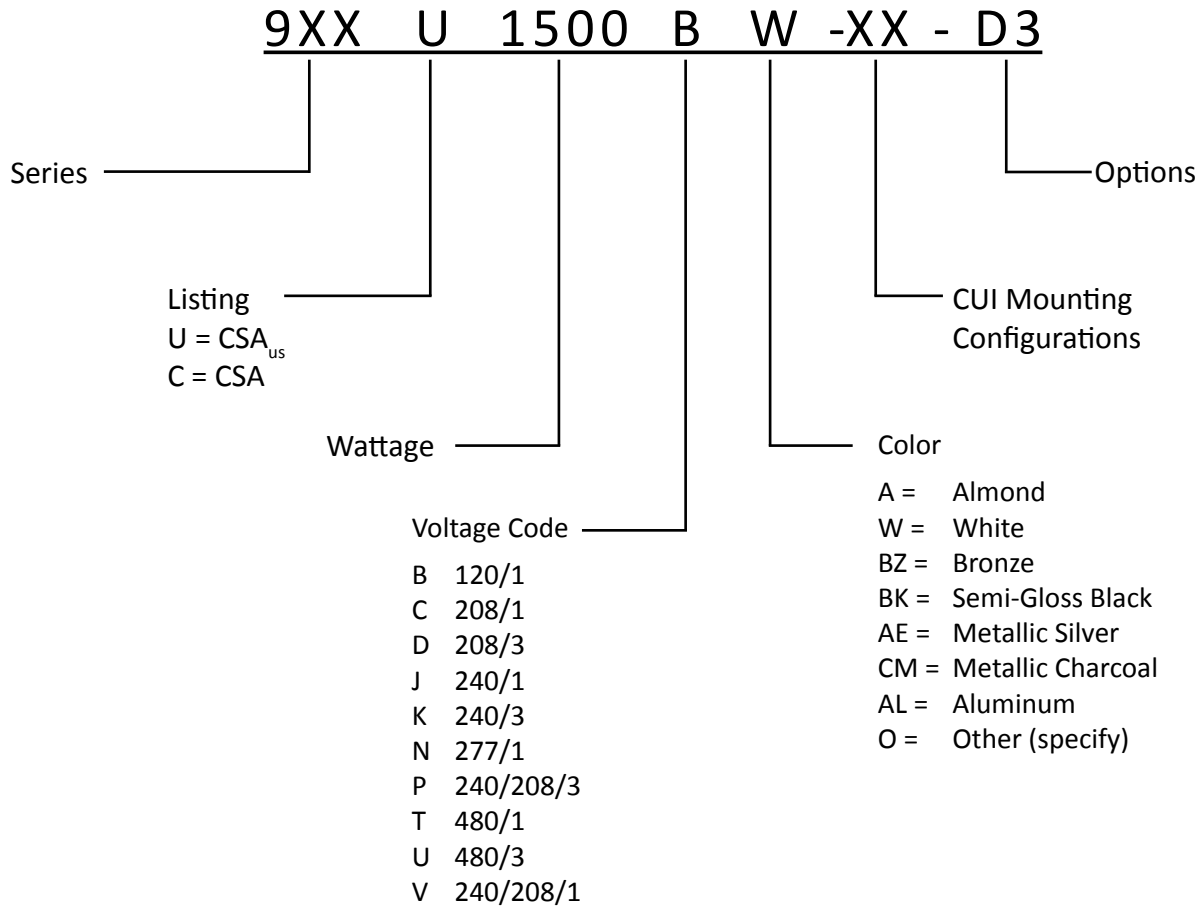 9XX U 1500 B W -XX - D3
Series
Options
Listing
U = CSAus
C = CSA
CUI Mounting
Configurations
Wattage
Color
A = Almond
W = White
BZ = Bronze
BK = Semi-Gloss Black
AE = Metallic Silver
CM = Metallic Charcoal
AL = Aluminum
O = Other (specify)
Voltage Code
B 120/1
C 208/1
D 208/3
J 240/1
K 240/3
N 277/1
P 240/208/3
T 480/1
U 480/3
V 240/208/1